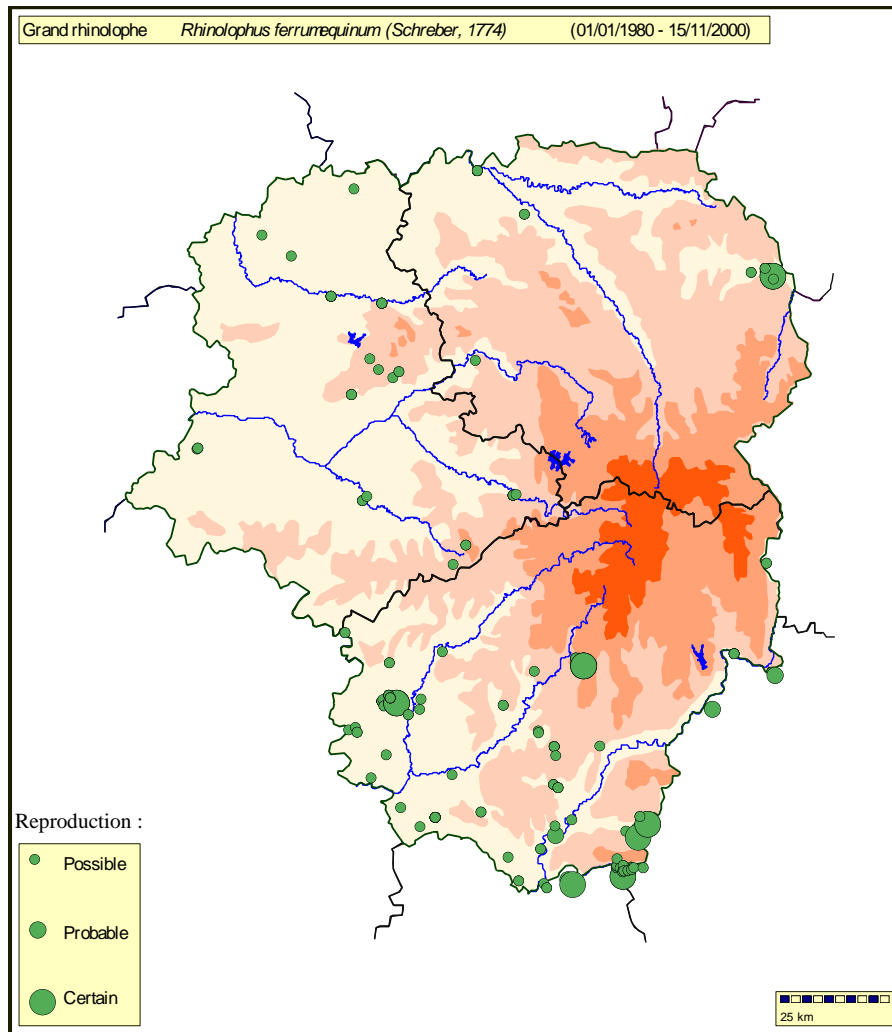 Grand rhinolophe Rhinolophus ferrumequinum (Schreber, 1774) (01/01/1980 - 15/11/2000)
Reproduction :
Possible
Probable
Certain
25 km